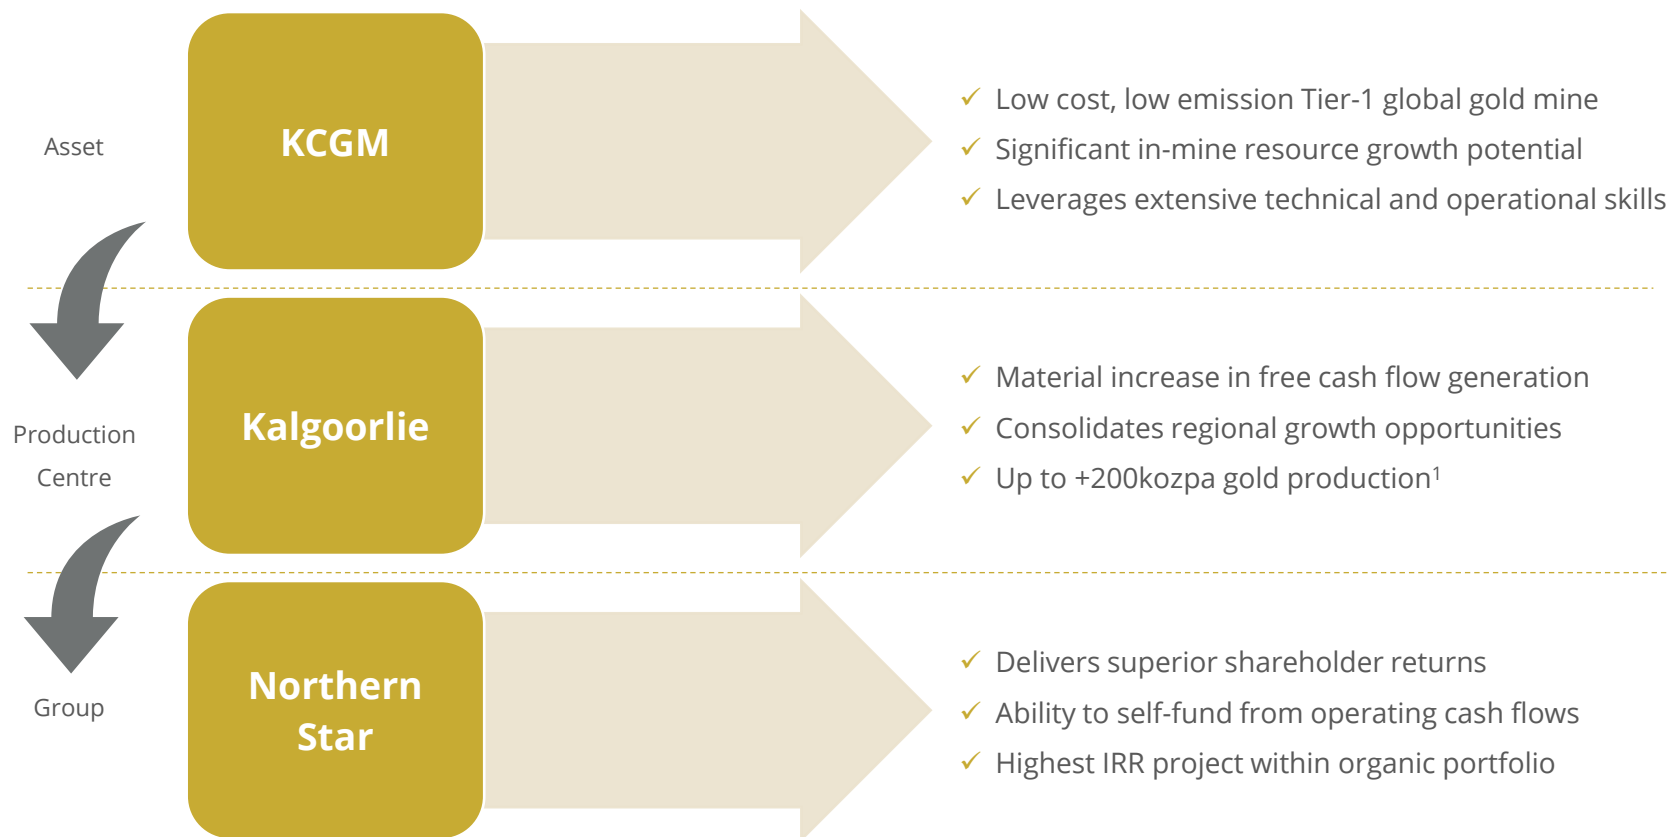 Asset
KCGM
✓ Low cost, low emission Tier-1 global gold mine
✓ Significant in-mine resource growth potential
✓ Leverages extensive technical and operational skills
Production
Centre
Kalgoorlie
✓ Material increase in free cash flow generation
✓ Consolidates regional growth opportunities
✓ Up to +200kozpa gold production¹
Group
Northern
Star
✓ Delivers superior shareholder returns
✓ Ability to self-fund from operating cash flows
✓ Highest IRR project within organic portfolio